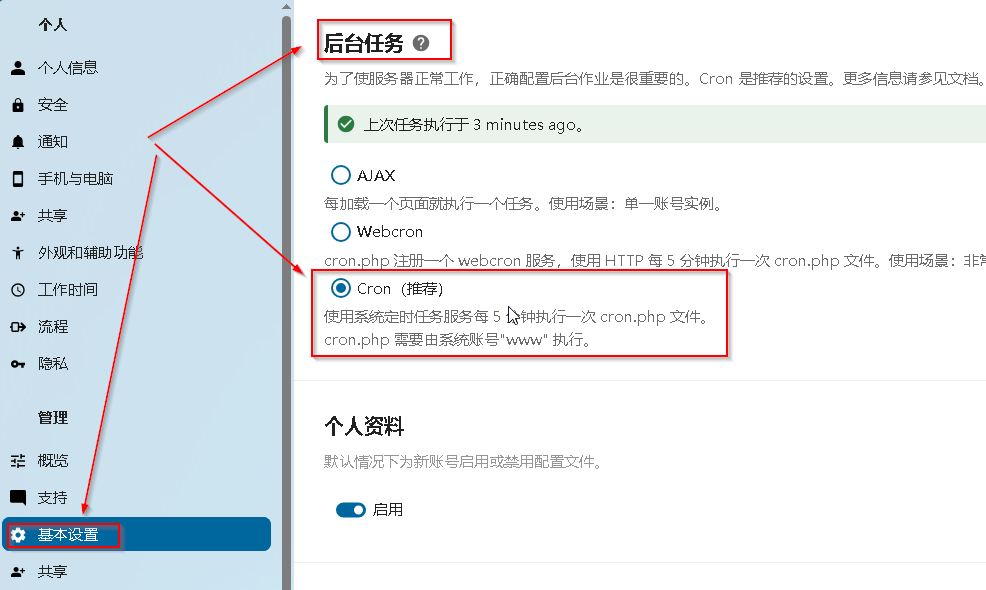 个人
个人信息
安全
通知
手机与电脑
共享
外观和辅助功能
工作时间
流程
隐私
管理
概览
支持
基本设置
共享
后台任务
为了使服务器正常工作，正确配置后台作业是很重要的。Cron 是推荐的设置。更多信息请参见文档。
上次任务执行于 3 minutes ago。
AJAX
每加载一个页面就执行一个任务。使用场景：单一账号实例。
Webcron
cron.php 注册一个 webcron 服务，使用 HTTP 每 5 分钟执行一次 cron.php 文件。使用场景：非常
Cron （推荐）
使用系统定时任务服务每 5 分钟执行一次 cron.php 文件。
cron.php 需要由系统账号"www" 执行。
个人资料
默认情况下为新账号启用或禁用配置文件。
启用